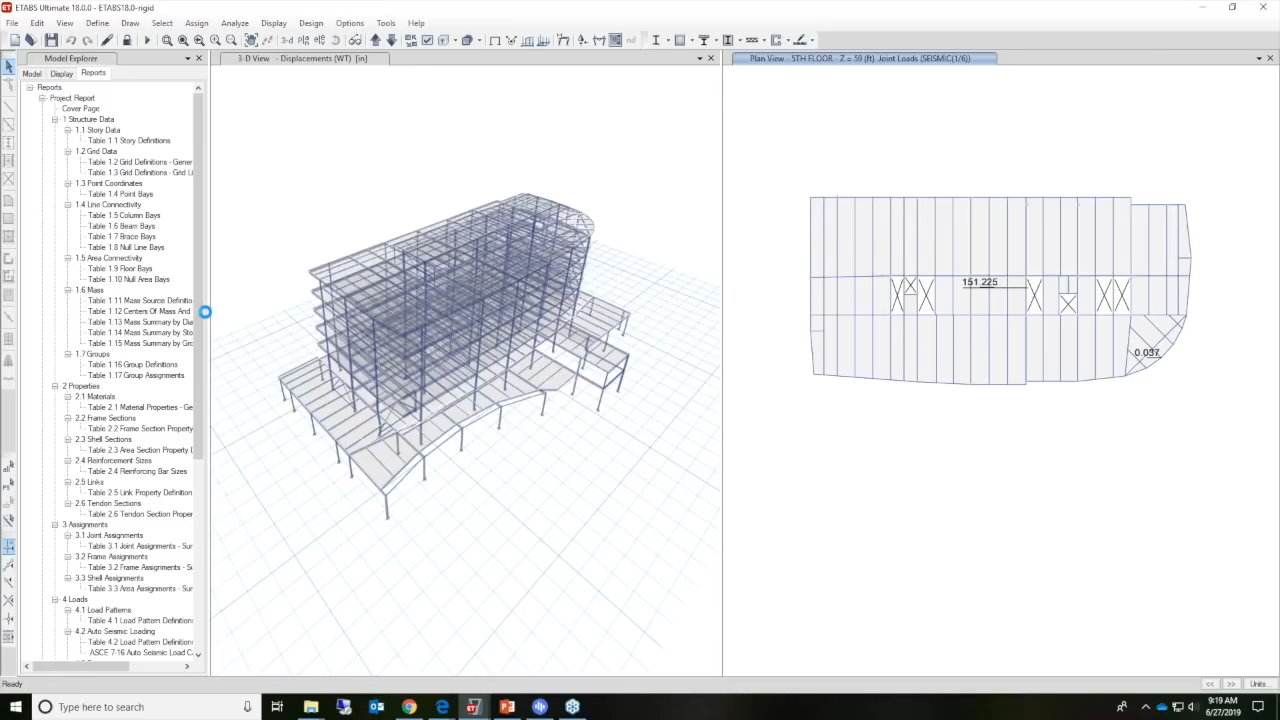 ETABS Ultimate 18.0.0 - ETABS18.0-rigid
File Edit View Define Draw Select Assign Analyze Display Design Options Tools Help
3-d
nd
Model Explorer
Model Display Reports
Reports
Project Report
Cover Page
1 Structure Data
1.1 Story Data
Table 1.1 Story Definitions
1.2 Grid Data
Table 1.2 Grid Definitions - Gener
Table 1.3 Grid Definitions - Grid Li
1.3 Point Coordinates
Table 1.4 Point Bays
1.4 Line Connectivity
Table 1.5 Column Bays
Table 1.6 Beam Bays
Table 1.7 Brace Bays
Table 1.8 Null Line Bays
1.5 Area Connectivity
Table 1.9 Floor Bays
Table 1.10 Null Area Bays
1.6 Mass
Table 1.11 Mass Source Definitio
Table 1.12 Centers Of Mass And
Table 1.13 Mass Summary by Dia
Table 1.14 Mass Summary by Sto
Table 1.15 Mass Summary by Gro
1.7 Groups
Table 1.16 Group Definitions
Table 1.17 Group Assignments
2 Properties
2.1 Materials
Table 2.1 Material Properties - Ge
2.2 Frame Sections
Table 2.2 Frame Section Property
2.3 Shell Sections
Table 2.3 Area Section Property D
2.4 Reinforcement Sizes
Table 2.4 Reinforcing Bar Sizes
2.5 Links
Table 2.5 Link Property Definition
2.6 Tendon Sections
Table 2.6 Tendon Section Proper
3 Assignments
3.1 Joint Assignments
Table 3.1 Joint Assignments - Sur
3.2 Frame Assignments
Table 3.2 Frame Assignments - Su
3.3 Shell Assignments
Table 3.3 Area Assignments - Sum
4 Loads
4.1 Load Patterns
Table 4.1 Load Pattern Definitions
4.2 Auto Seismic Loading
Table 4.2 Load Pattern Definitions
ASCE 7-16 Auto Seismic Load C
3-D View - Displacements (WT) [in]
Plan View - 5TH FLOOR - Z = 59 (ft) Joint Loads (SEISMIC(1/6))
151.225
0.037
Ready
<< >> Units...
Type here to search
9:19 AM
6/27/2019